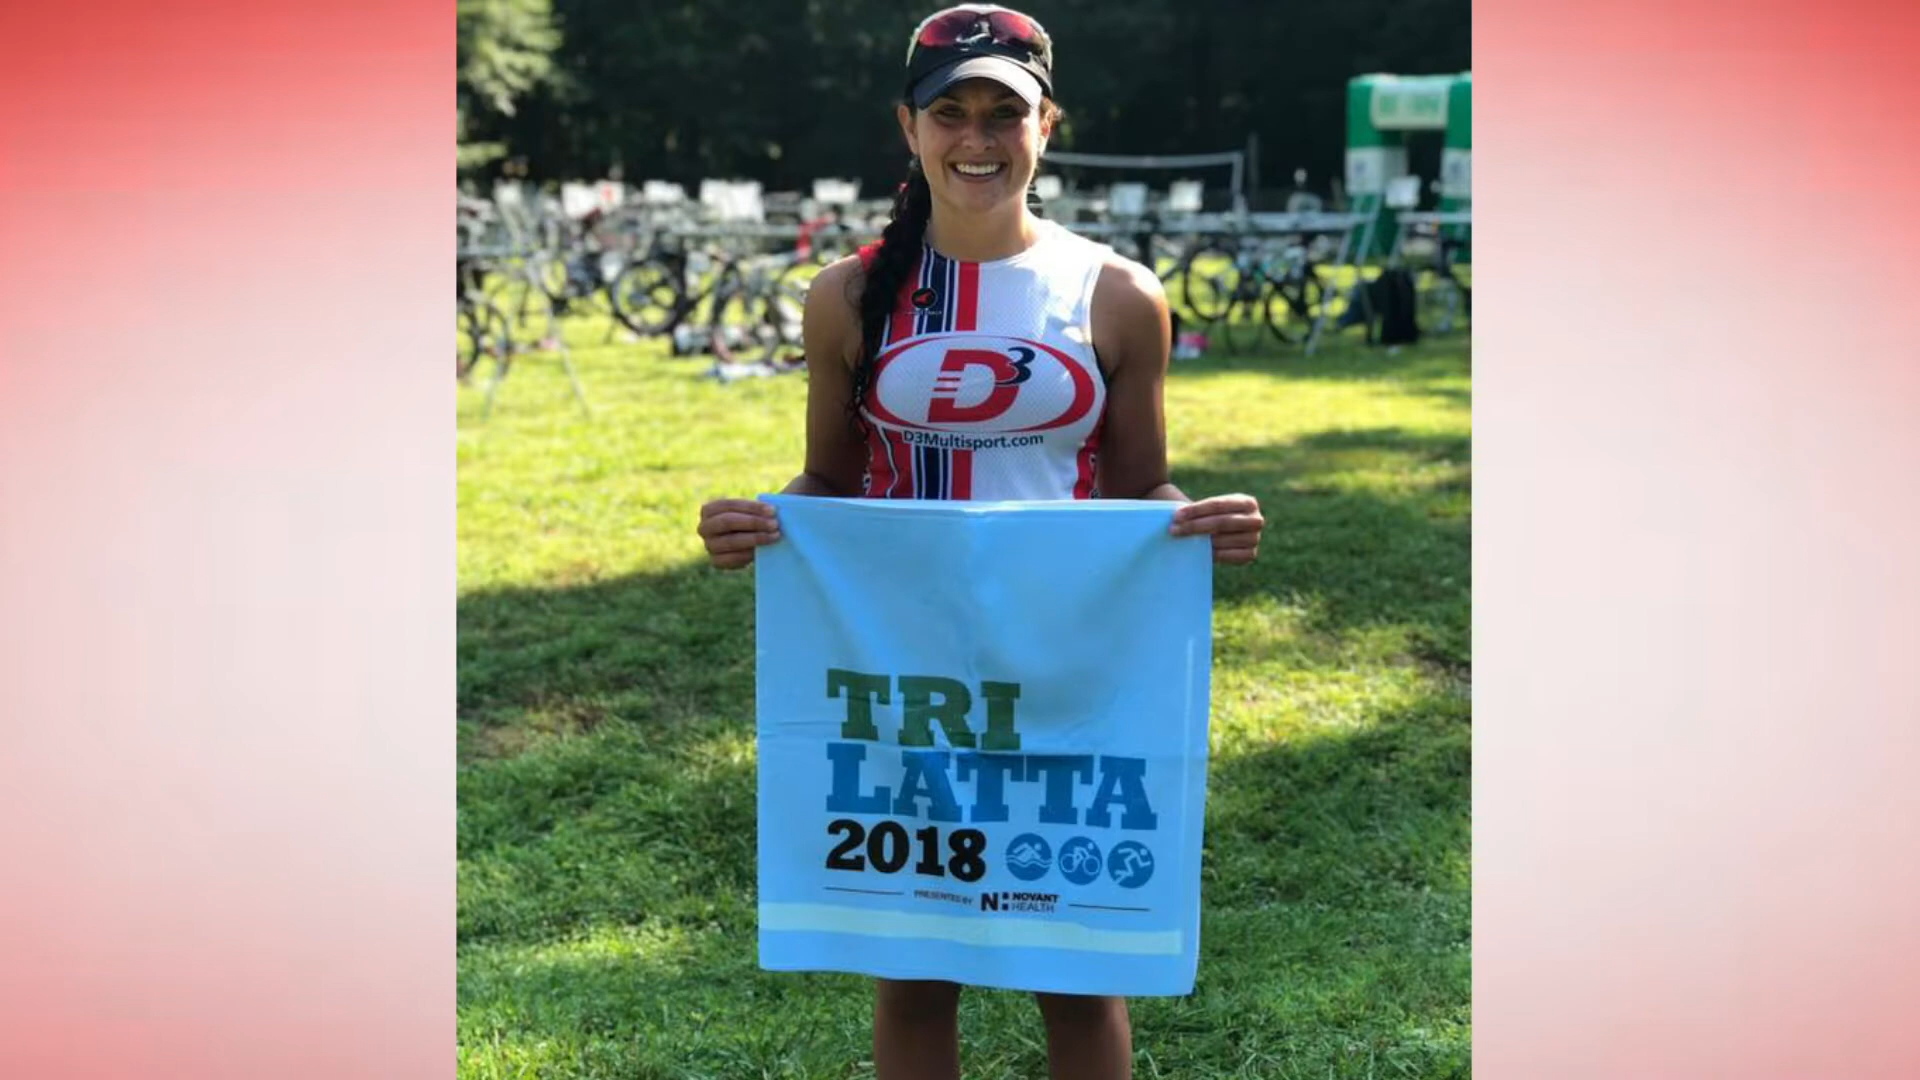 D3
D3Multisport.com
TRI
LATTA
2018
PRESENTED BY N NOVANT
HEALTH